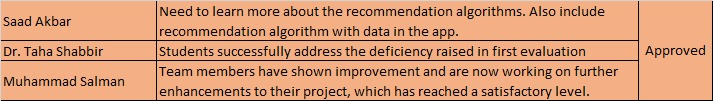 Saad Akbar
Need to learn more about the recommendation algorithms. Also include
recommendation algorithm with data in the app.
Dr. Taha Shabbir
Students successfully address the deficiency raised in first evaluation
Approved
Muhammad Salman
Team members have shown improvement and are now working on further
enhancements to their project, which has reached a satisfactory level.